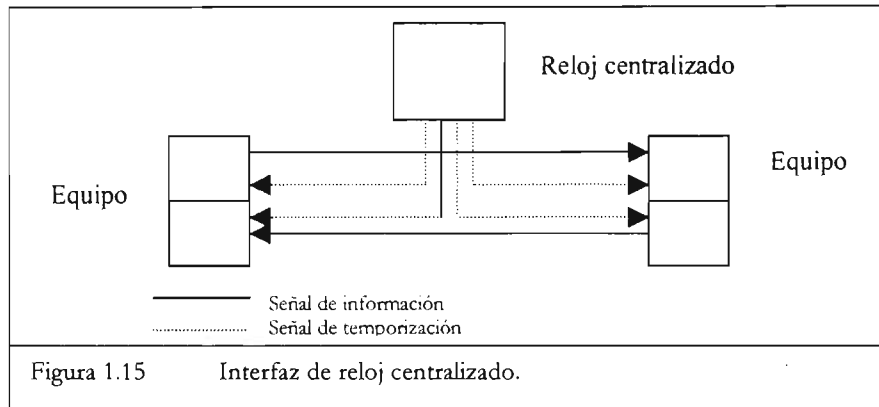 Reloj centralizado
Equipo
Equipo
Señal de información
Señal de temporización
Figura 1.15 Interfaz de reloj centralizado.